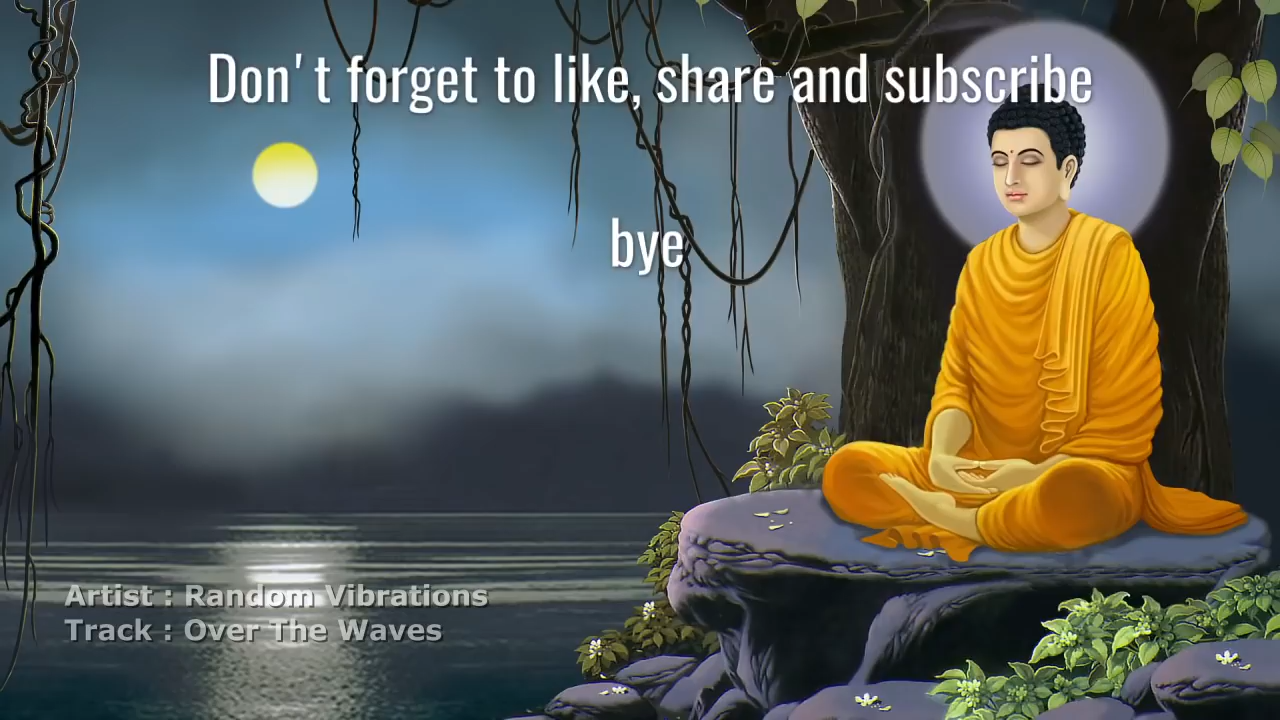 Don't forget to like, share and subscribe
bye
Artist : Random Vibrations
Track : Over The Waves